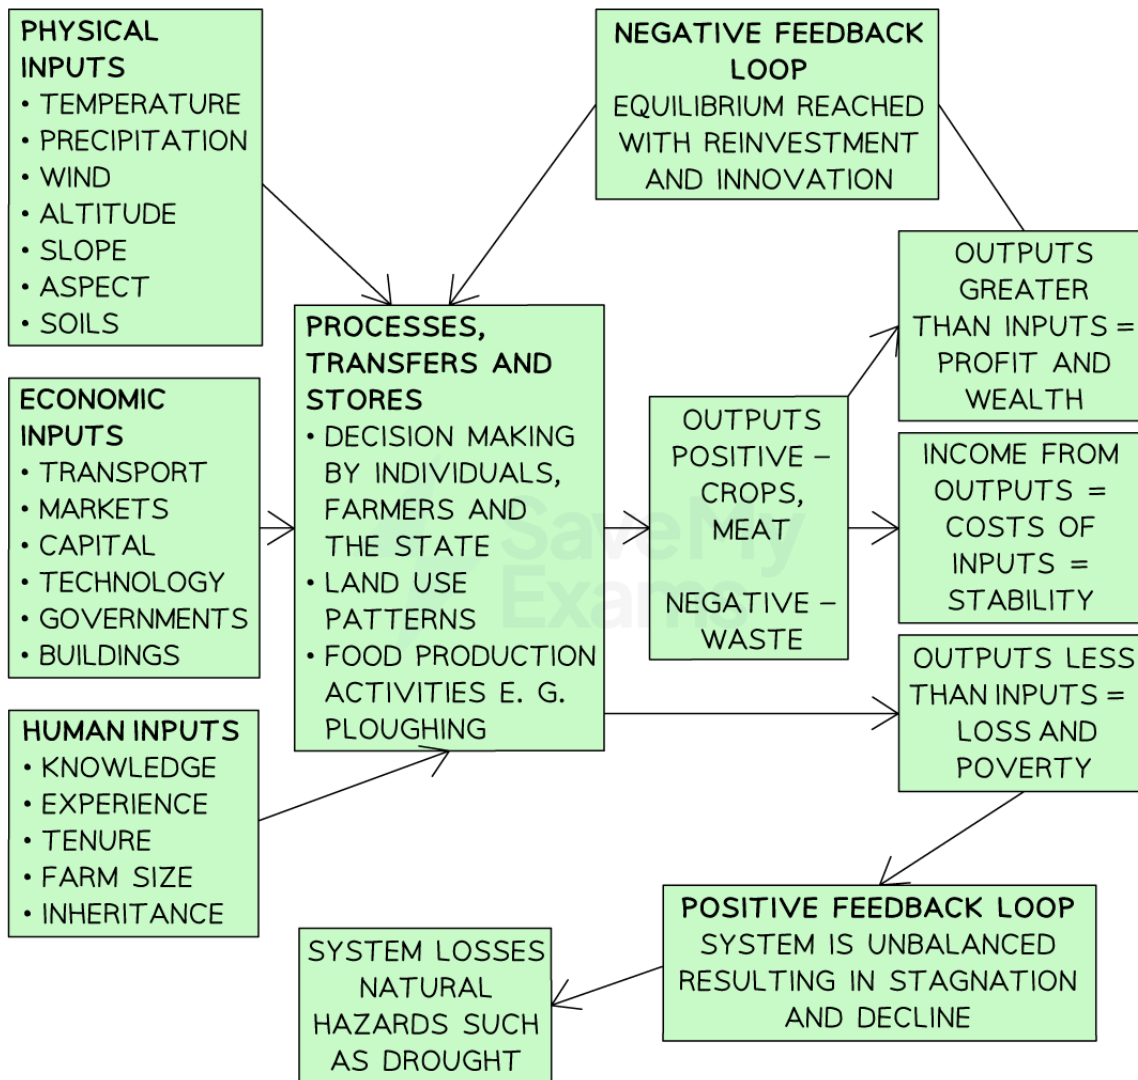 PHYSICAL
INPUTS
• TEMPERATURE
• PRECIPITATION
• WIND
• ALTITUDE
• SLOPE
• ASPECT
• SOILS
ECONOMIC
INPUTS
• TRANSPORT
• MARKETS
• CAPITAL
• TECHNOLOGY
• GOVERNMENTS
• BUILDINGS
HUMAN INPUTS
• KNOWLEDGE
• EXPERIENCE
• TENURE
• FARM SIZE
• INHERITANCE
PROCESSES,
TRANSFERS AND
STORES
• DECISION MAKING
BY INDIVIDUALS,
FARMERS AND
THE STATE
• LAND USE
PATTERNS
• FOOD PRODUCTION
ACTIVITIES E. G.
PLOUGHING
NEGATIVE FEEDBACK
LOOP
EQUILIBRIUM REACHED
WITH REINVESTMENT
AND INNOVATION
OUTPUTS
POSITIVE –
CROPS,
MEAT
NEGATIVE –
WASTE
OUTPUTS
GREATER
THAN INPUTS =
PROFIT AND
WEALTH
INCOME FROM
OUTPUTS =
COSTS OF
INPUTS =
STABILITY
OUTPUTS LESS
THAN INPUTS =
LOSS AND
POVERTY
POSITIVE FEEDBACK LOOP
SYSTEM IS UNBALANCED
RESULTING IN STAGNATION
AND DECLINE
SYSTEM LOSSES
NATURAL
HAZARDS SUCH
AS DROUGHT
SaveMy
Exams